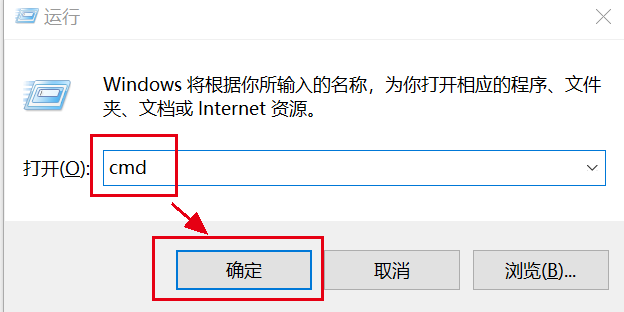 运行
Windows 将根据你所输入的名称，为你打开相应的程序、文件
夹、文档或 Internet 资源。
打开(O): cmd
确定 取消 浏览(B)...